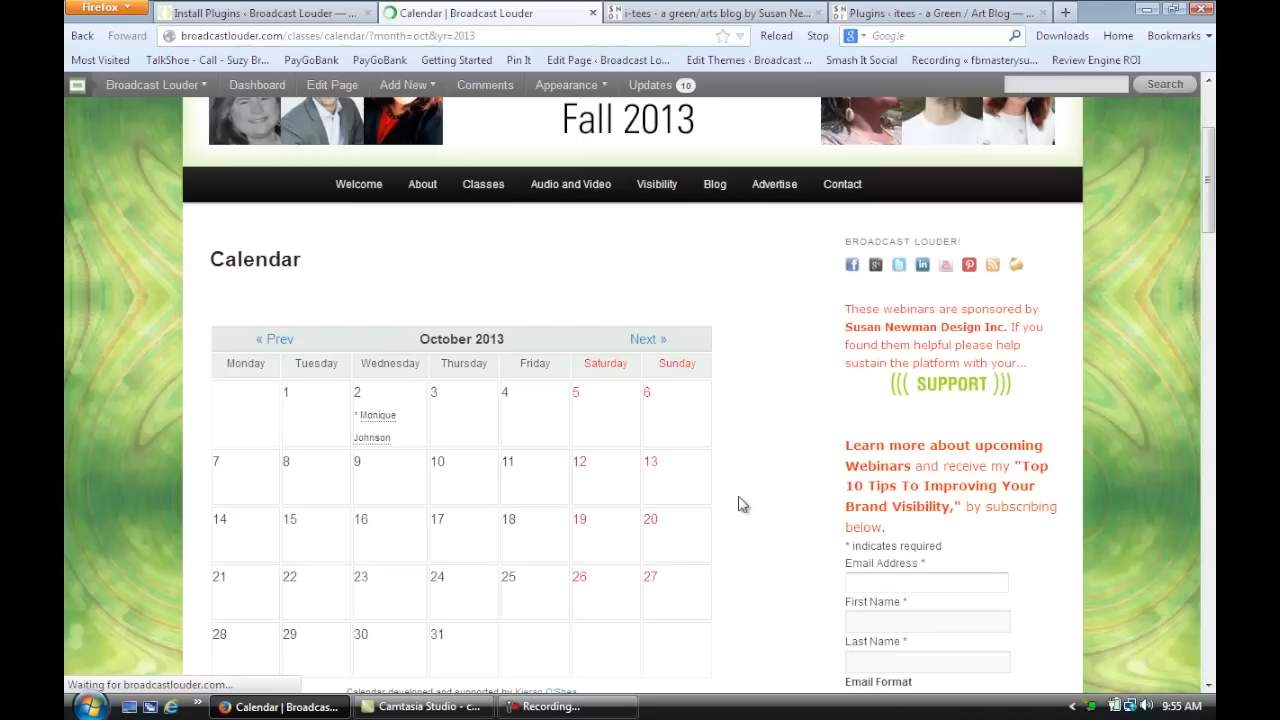 Firefox
Install Plugins ‹ Broadcast Louder — ...
Calendar | Broadcast Louder
i-tees - a green/arts blog by Susan Ne...
Plugins ‹ itees - a Green / Art Blog — ...
Back Forward broadcastlouder.com/classes/calendar/?month=oct&yr=2013 Google Reload Stop Downloads Home Bookmarks
Most Visited TalkShoe - Call - Suzy Br... PayGoBank PayGoBank Getting Started Pin It Edit Page ‹ Broadcast Lo... Edit Themes ‹ Broadcast ... Smash It Social Recording « fbmasterysu... Review Engine ROI
Broadcast Louder Dashboard Edit Page Add New Comments Appearance Updates 10 Search
Fall 2013
Welcome About Classes Audio and Video Visibility Blog Advertise Contact
Calendar
« Prev October 2013 Next »
Monday Tuesday Wednesday Thursday Friday Saturday Sunday
1 2 3 4 5 6
* Monique
Johnson
7 8 9 10 11 12 13
14 15 16 17 18 19 20
21 22 23 24 25 26 27
28 29 30 31
Calendar developed and supported by Kieran O'Shea
BROADCAST LOUDER!
These webinars are sponsored by
Susan Newman Design Inc. If you
found them helpful please help
sustain the platform with your...
((( SUPPORT )))
Learn more about upcoming
Webinars and receive my "Top
10 Tips To Improving Your
Brand Visibility," by subscribing
below.
* indicates required
Email Address *
First Name *
Last Name *
Email Format
Waiting for broadcastlouder.com...
Calendar | Broadcas... Camtasia Studio - c... Recording... 9:55 AM